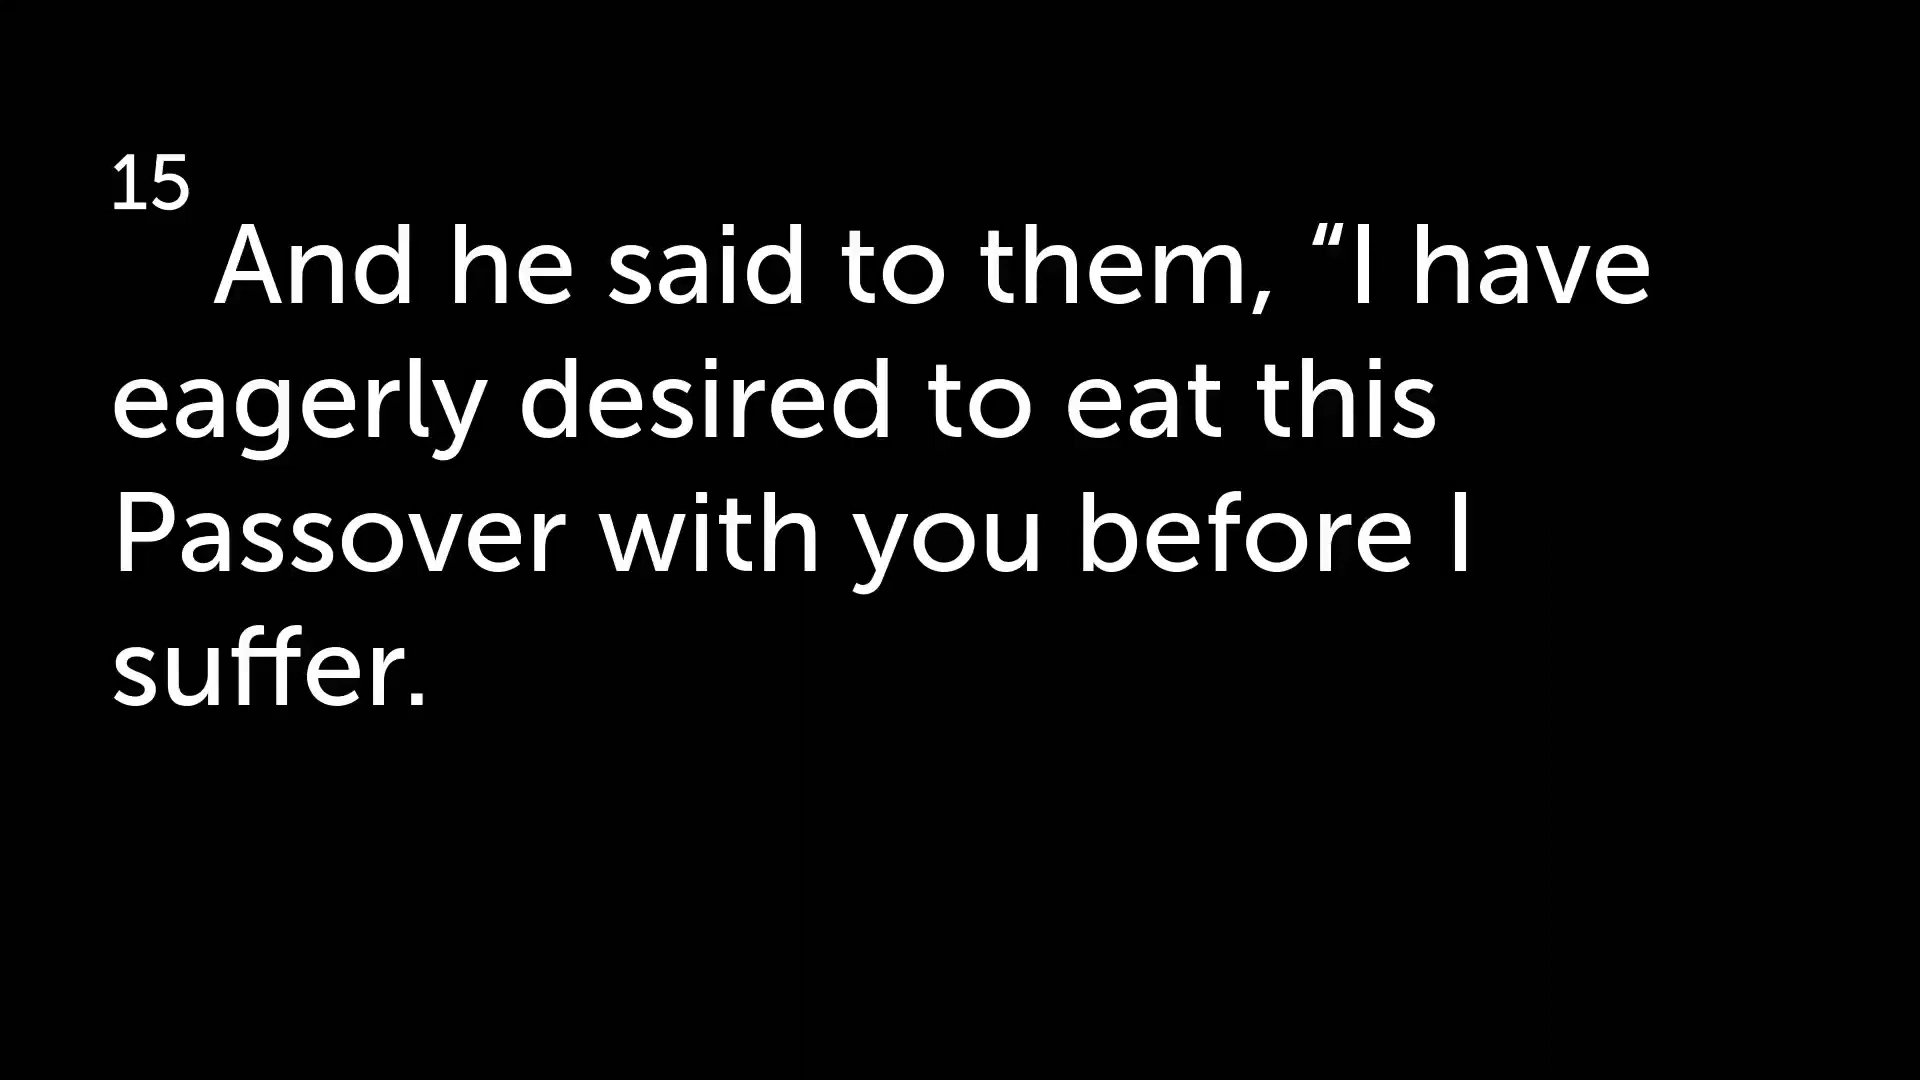 15
And he said to them, “I have
eagerly desired to eat this
Passover with you before I
suffer.